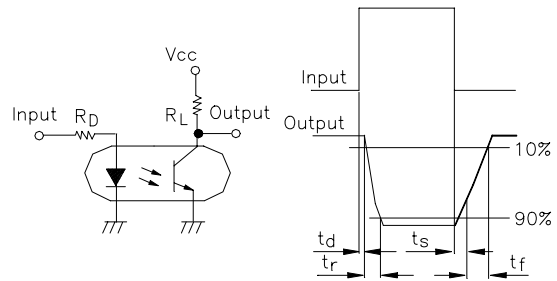 Vcc
Input
RD
RL
Output
Input
Output
10%
90%
td
ts
tr
tf